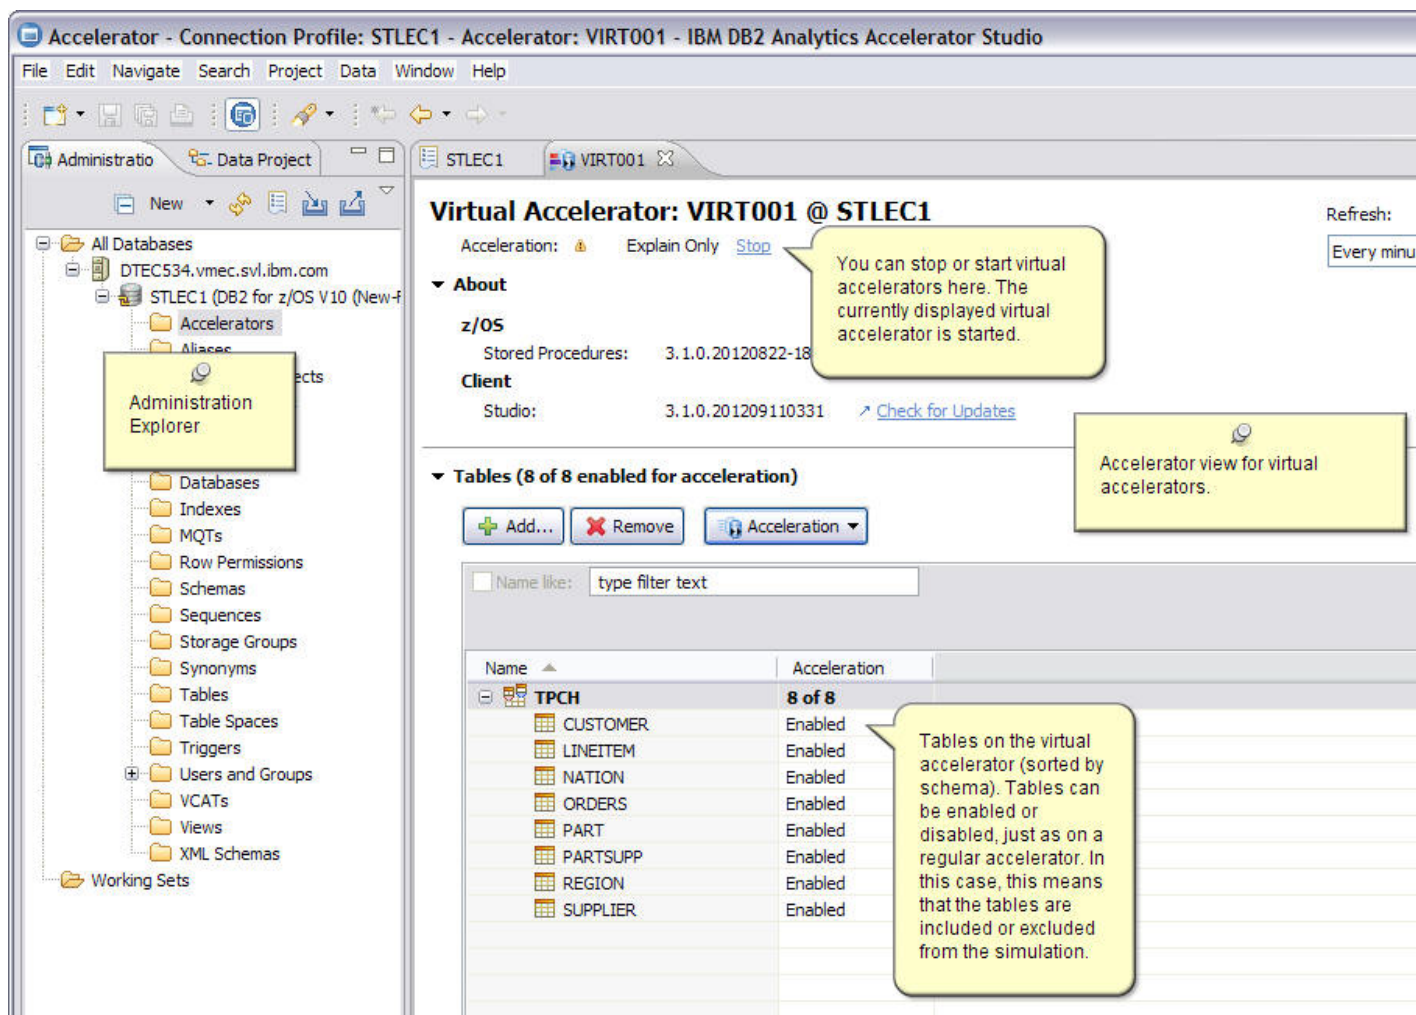 Accelerator - Connection Profile: STLEC1 - Accelerator: VIRT001 - IBM DB2 Analytics Accelerator Studio
File Edit Navigate Search Project Data Window Help
Administratio
Data Project
STLEC1
VIRT001
New
All Databases
DTEC534.vmec.svl.ibm.com
STLEC1 (DB2 for z/OS V10 (New-F
Accelerators
Aliases
ects
Administration
Explorer
Databases
Indexes
MQTs
Row Permissions
Schemas
Sequences
Storage Groups
Synonyms
Tables
Table Spaces
Triggers
Users and Groups
VCATs
Views
XML Schemas
Working Sets
Virtual Accelerator: VIRT001 @ STLEC1
Refresh:
Acceleration: Explain Only Stop
Every minu
You can stop or start virtual
accelerators here. The
currently displayed virtual
accelerator is started.
About
z/OS
Stored Procedures: 3.1.0.20120822-18
Client
Studio: 3.1.0.201209110331 Check for Updates
Accelerator view for virtual
accelerators.
Tables (8 of 8 enabled for acceleration)
Add... Remove Acceleration
Name like: type filter text
Name Acceleration
TPCH 8 of 8
CUSTOMER Enabled
LINEITEM Enabled
NATION Enabled
ORDERS Enabled
PART Enabled
PARTSUPP Enabled
REGION Enabled
SUPPLIER Enabled
Tables on the virtual
accelerator (sorted by
schema). Tables can
be enabled or
disabled, just as on a
regular accelerator. In
this case, this means
that the tables are
included or excluded
from the simulation.